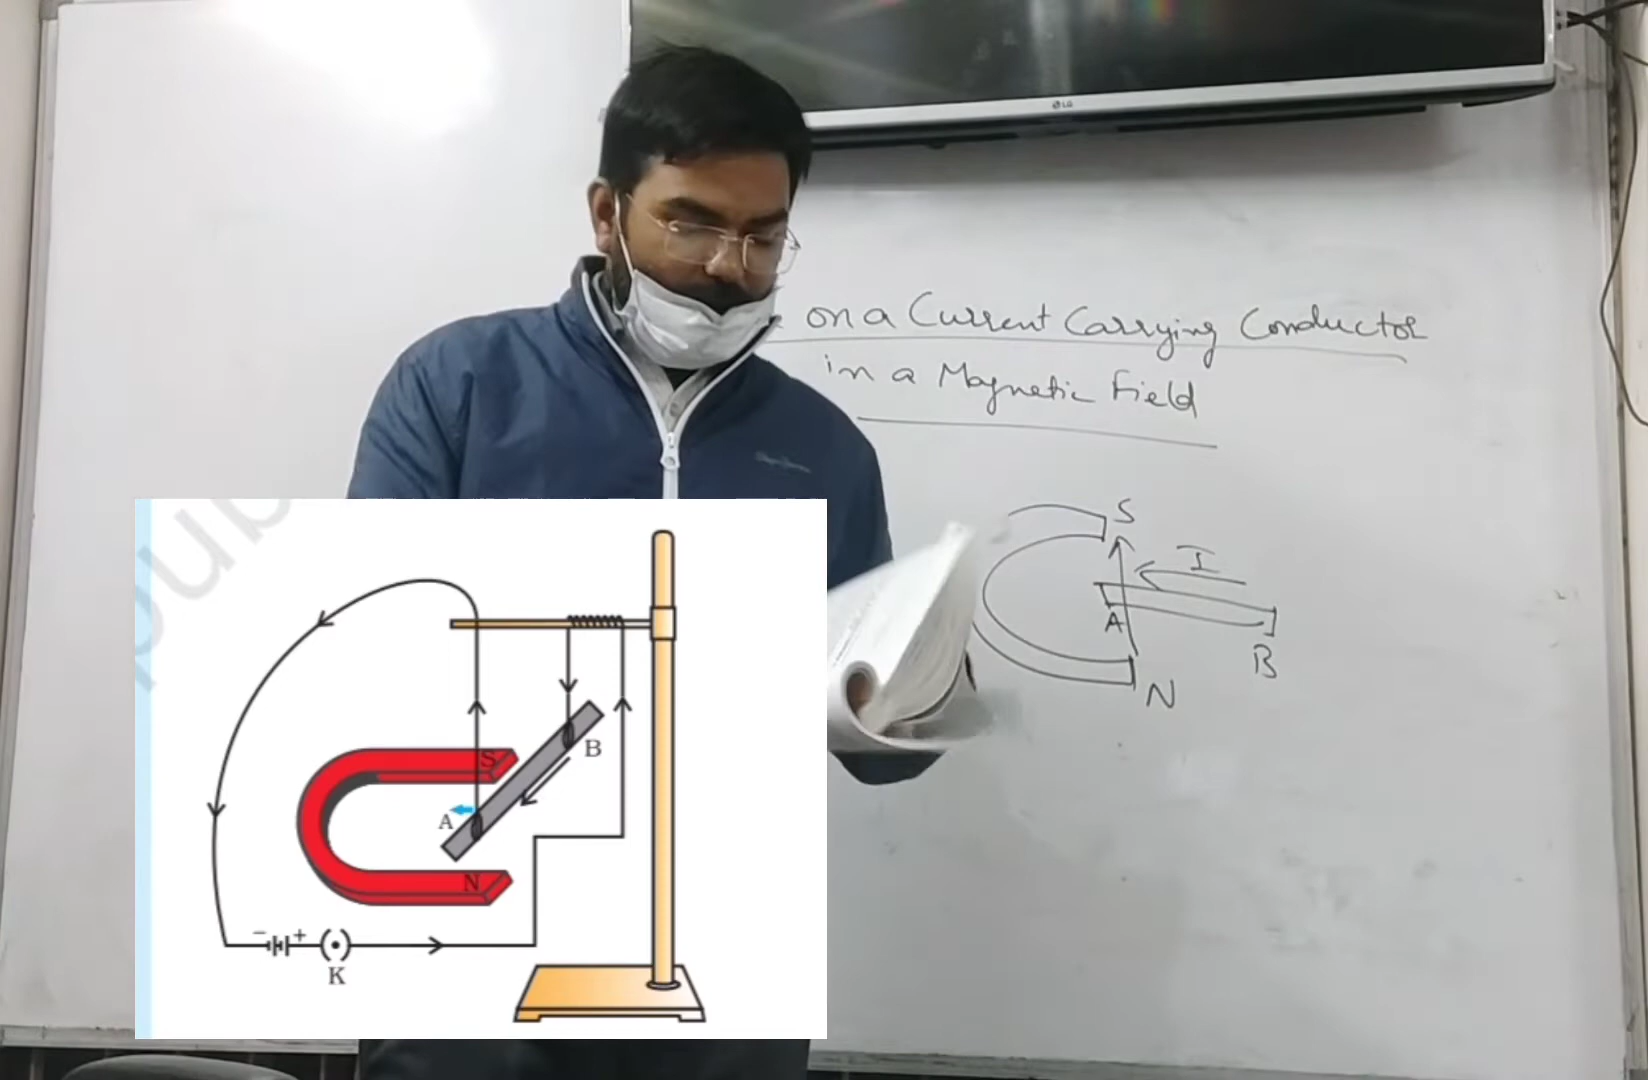 LG
on a Current Carrying Conductor
in a Magnetic Field
S
I
A
B
N
S
B
A
N
− +
K